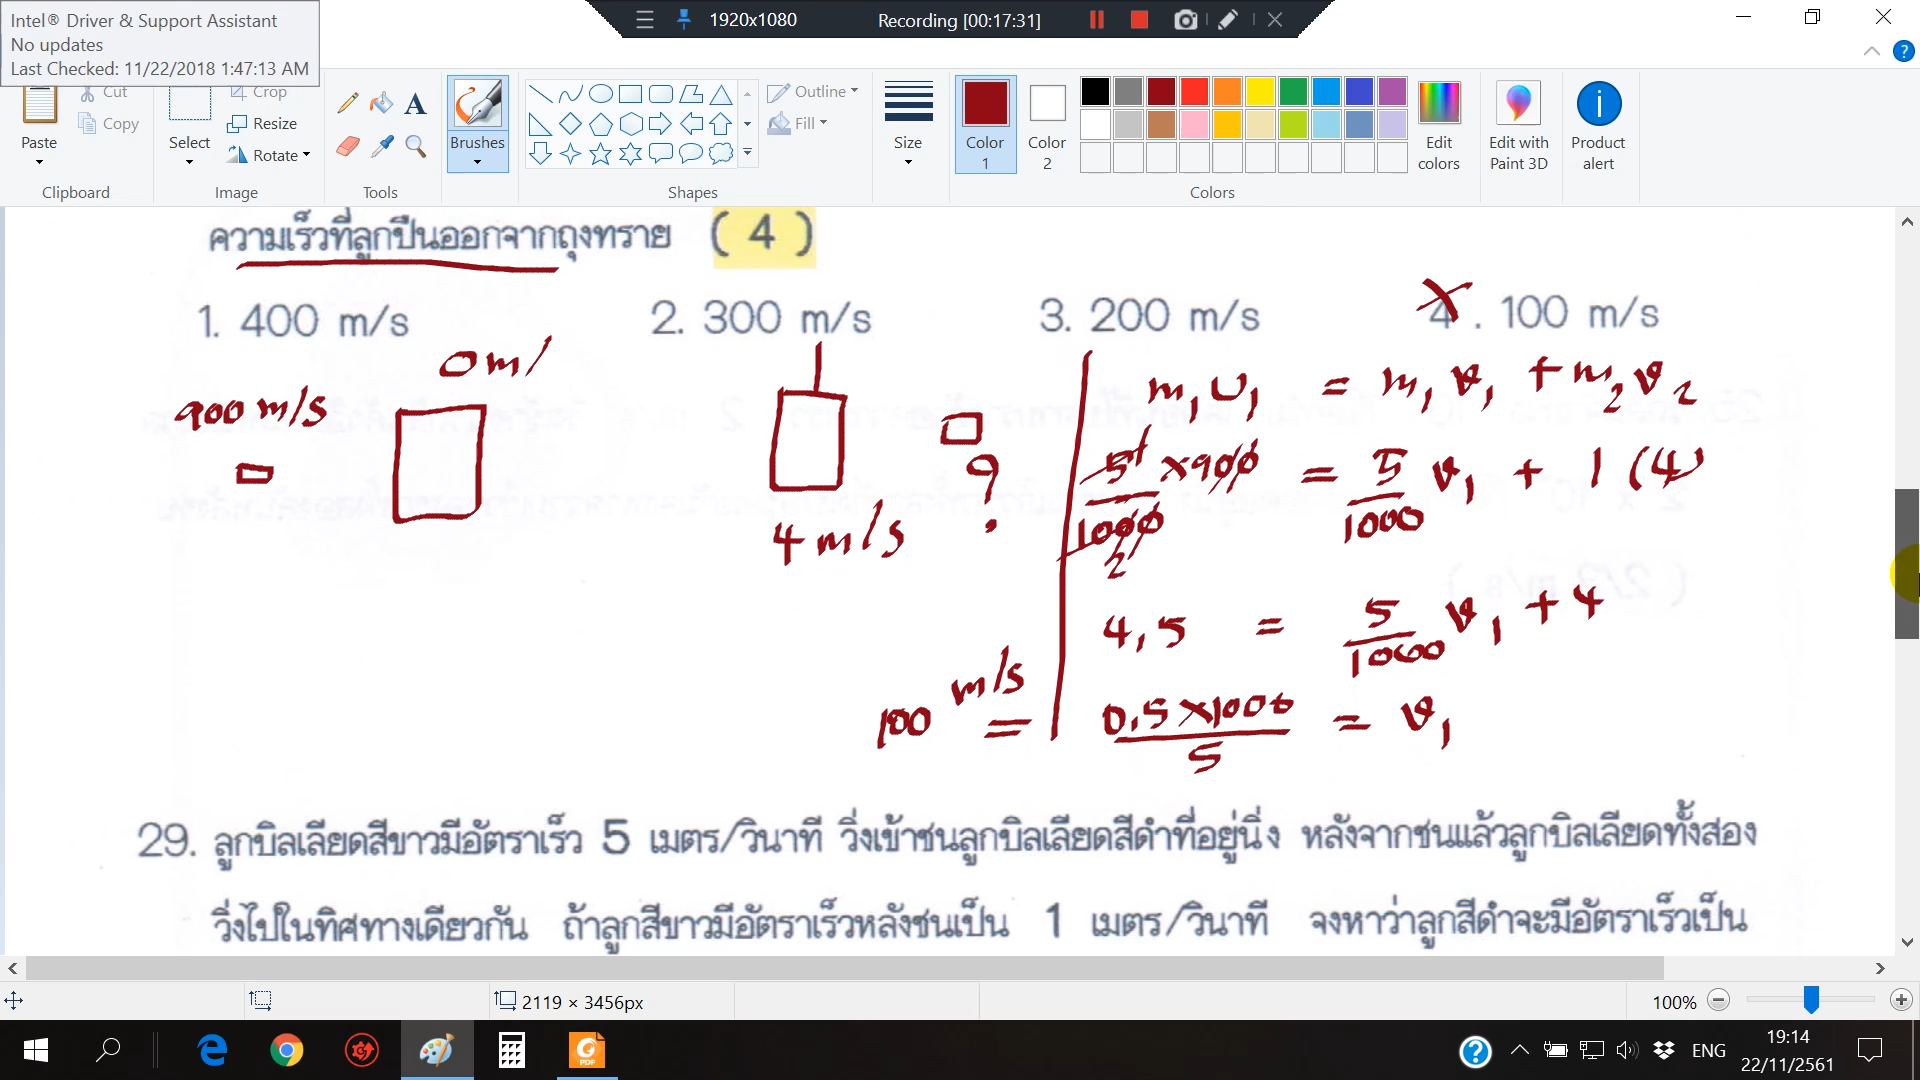 Intel® Driver & Support Assistant
No updates
Last Checked: 11/22/2018 1:47:13 AM
1920x1080
Recording [00:17:31]
Paste
Cut
Copy
Clipboard
Select
Crop
Resize
Rotate
Image
Tools
Brushes
Shapes
Outline
Fill
Size
Color 1
Color 2
Colors
Edit colors
Edit with Paint 3D
Product alert
ความเร็วที่ลูกปืนออกจากถุงทราย (4)
1. 400 m/s 2. 300 m/s 3. 200 m/s 4. 100 m/s
0 m/
900 m/s
4 m/s
?
m₁u₁ = m₁v₁ + m₂v₂
5/1000 x 900 = 5/1000 v₁ + 1 (4)
2
4,5 = 5/1000 v₁ + 4
100 m/s = 0.5 x 1000 / 5 = v₁
29. ลูกบิลเลียดสีขาวมีอัตราเร็ว 5 เมตร/วินาที วิ่งเข้าชนลูกบิลเลียดสีดำที่อยู่นิ่ง หลังจากชนแล้วลูกบิลเลียดทั้งสอง
วิ่งไปในทิศทางเดียวกัน ถ้าลูกสีขาวมีอัตราเร็วหลังชนเป็น 1 เมตร/วินาที จงหาว่าลูกสีดำจะมีอัตราเร็วเป็น
2119 × 3456px
100%
PDF
ENG
19:14
22/11/2561